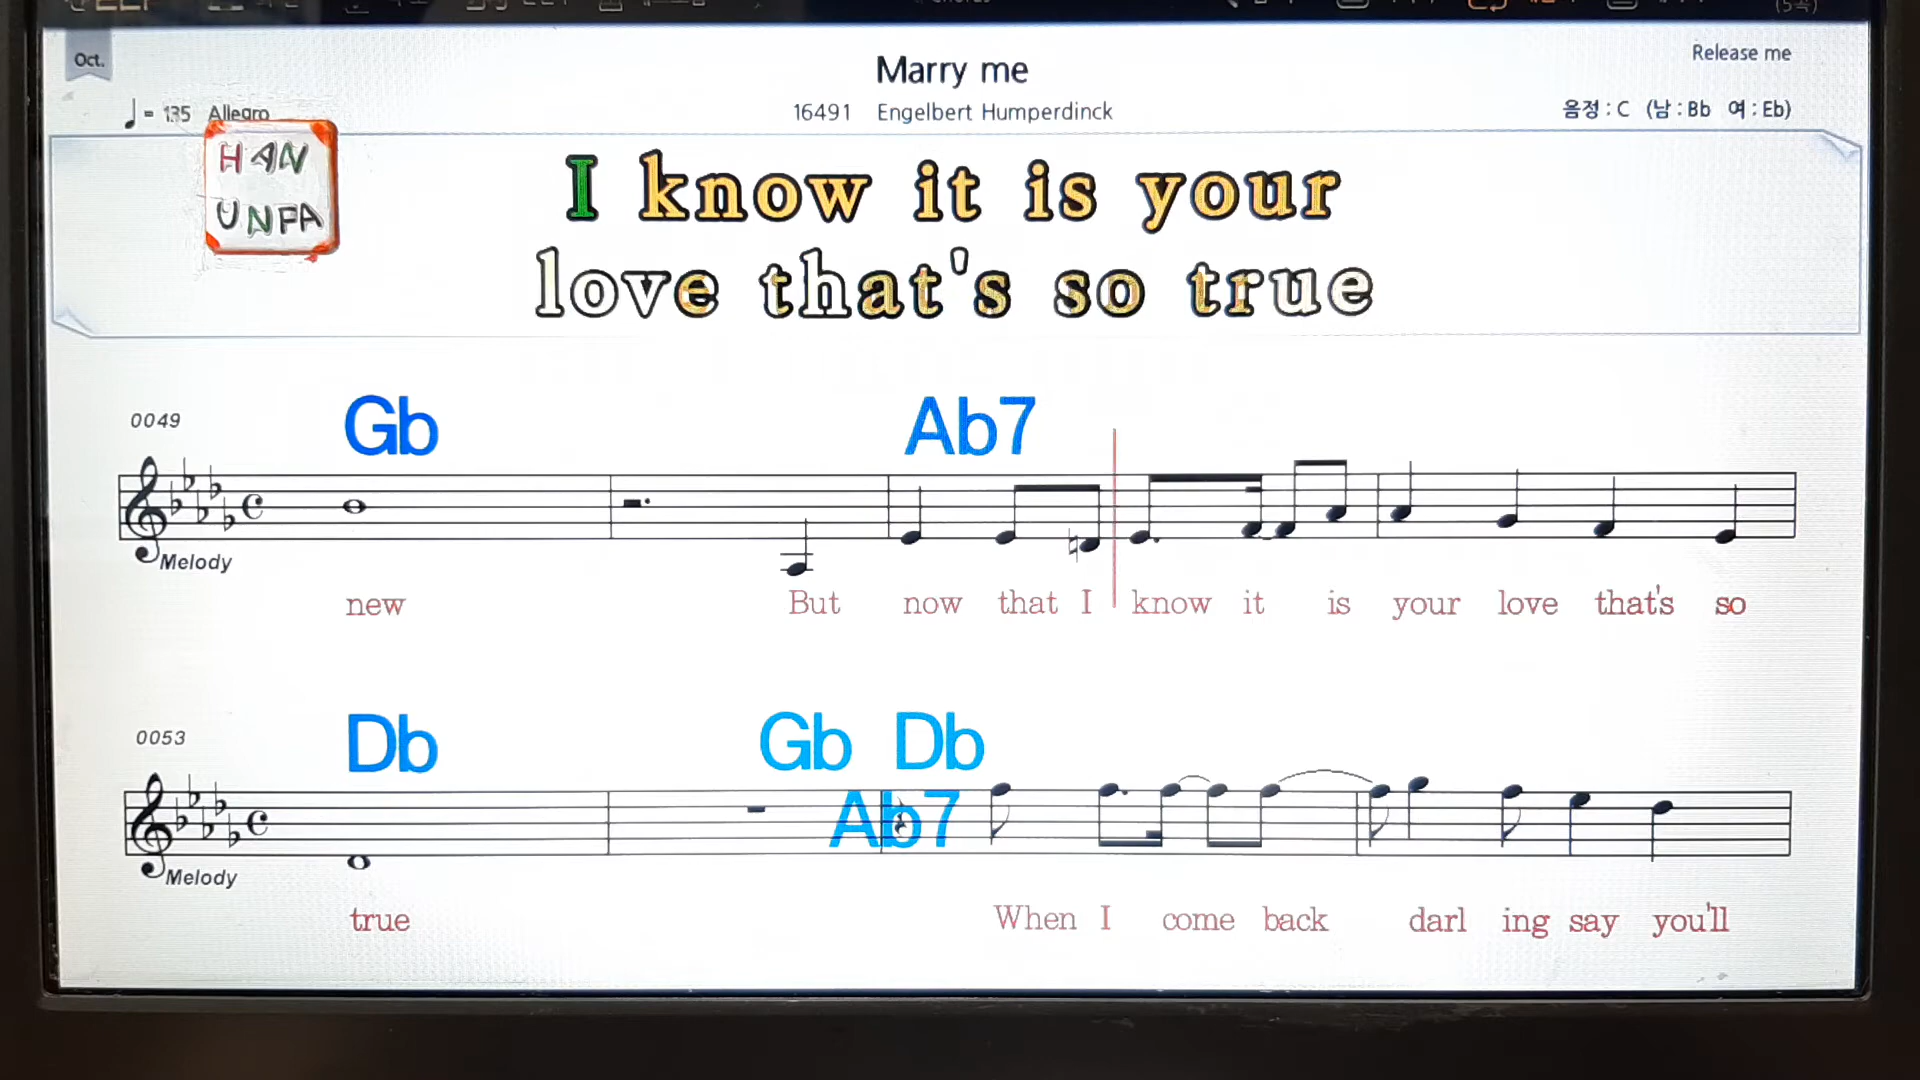 Oct.
Marry me
Release me
= 135 Allegro
16491 Engelbert Humperdinck
음정 : C (남 : Bb 여 : Eb)
HAN
UNPA
I know it is your
love that's so true
0049
Gb Ab7
Melody
new But now that I know it is your love that's so
0053
Db Gb Db
Ab7
Melody
true When I come back darl ing say you'll